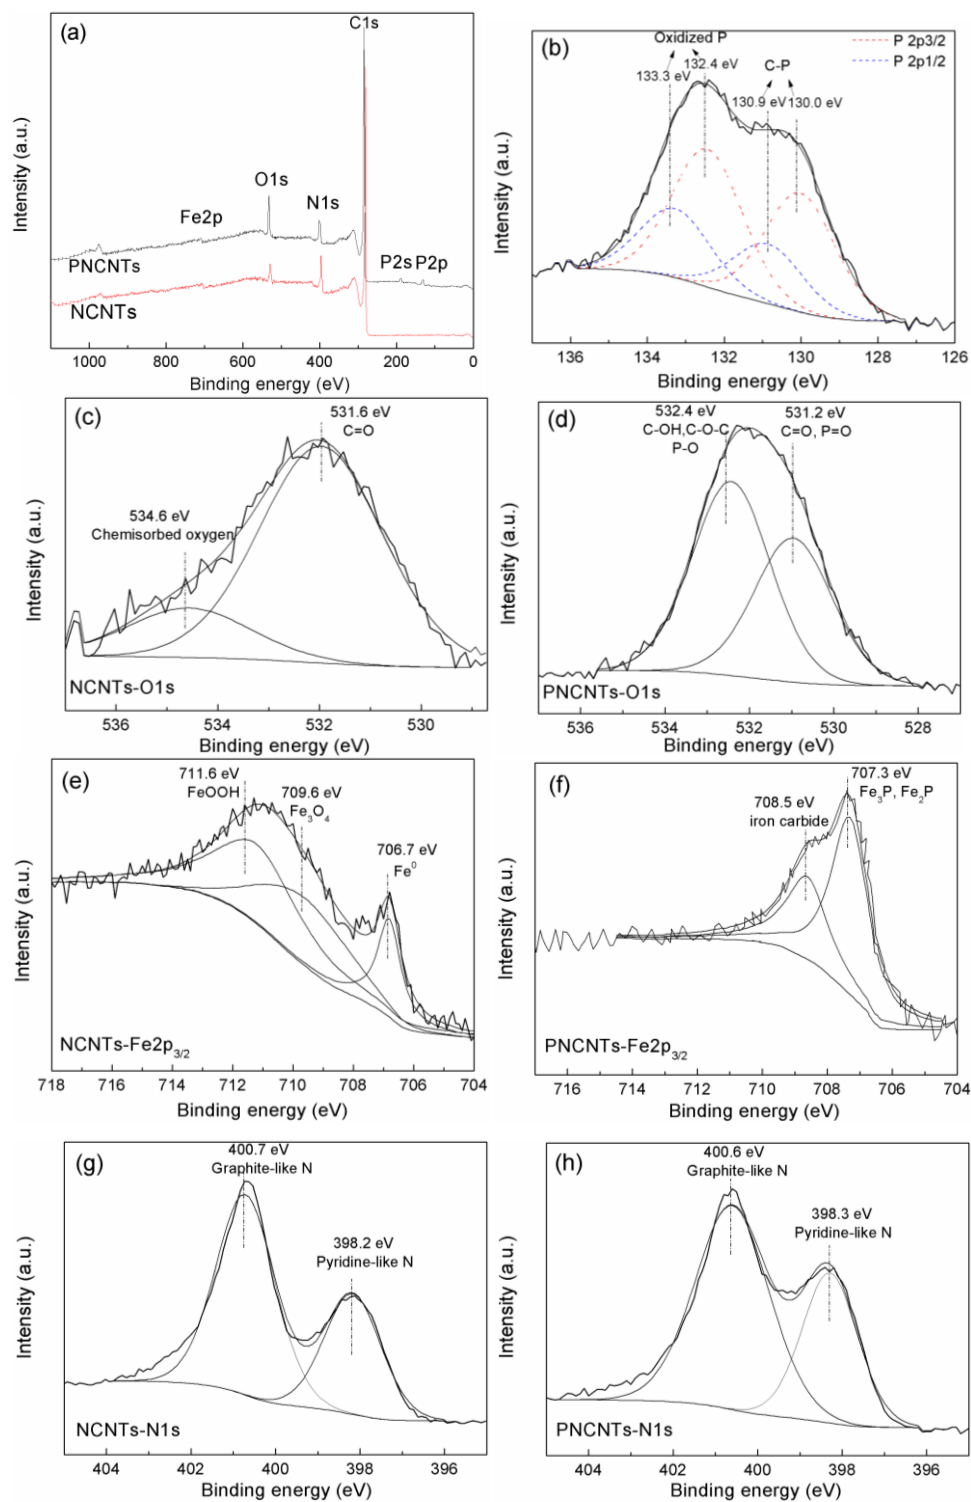 (a)
C1s
O1s
N1s
Fe2p
P2s P2p
PNCNTs
NCNTs
Intensity (a.u.)
1000 800 600 400 200 0
Binding energy (eV)
(b)
Oxidized P
P 2p3/2
P 2p1/2
132.4 eV
133.3 eV
C-P
130.9 eV
130.0 eV
Intensity (a.u.)
136 134 132 130 128 126
Binding energy (eV)
(c)
531.6 eV
C=O
534.6 eV
Chemisorbed oxygen
Intensity (a.u.)
NCNTs-O1s
536 534 532 530
Binding energy (eV)
(d)
532.4 eV
C-OH,C-O-C
P-O
531.2 eV
C=O, P=O
Intensity (a.u.)
PNCNTs-O1s
536 535 534 533 532 531 530 529 528 527
Binding energy (eV)
(e)
711.6 eV
FeOOH
709.6 eV
Fe3O4
706.7 eV
Fe0
Intensity (a.u.)
NCNTs-Fe2p3/2
718 716 714 712 710 708 706 704
Binding energy (eV)
(f)
707.3 eV
Fe3P, Fe2P
708.5 eV
iron carbide
Intensity (a.u.)
PNCNTs-Fe2p3/2
716 714 712 710 708 706 704
Binding energy (eV)
(g)
400.7 eV
Graphite-like N
398.2 eV
Pyridine-like N
Intensity (a.u.)
NCNTs-N1s
404 402 400 398 396
Binding energy (eV)
(h)
400.6 eV
Graphite-like N
398.3 eV
Pyridine-like N
Intensity (a.u.)
PNCNTs-N1s
404 402 400 398 396
Binding energy (eV)